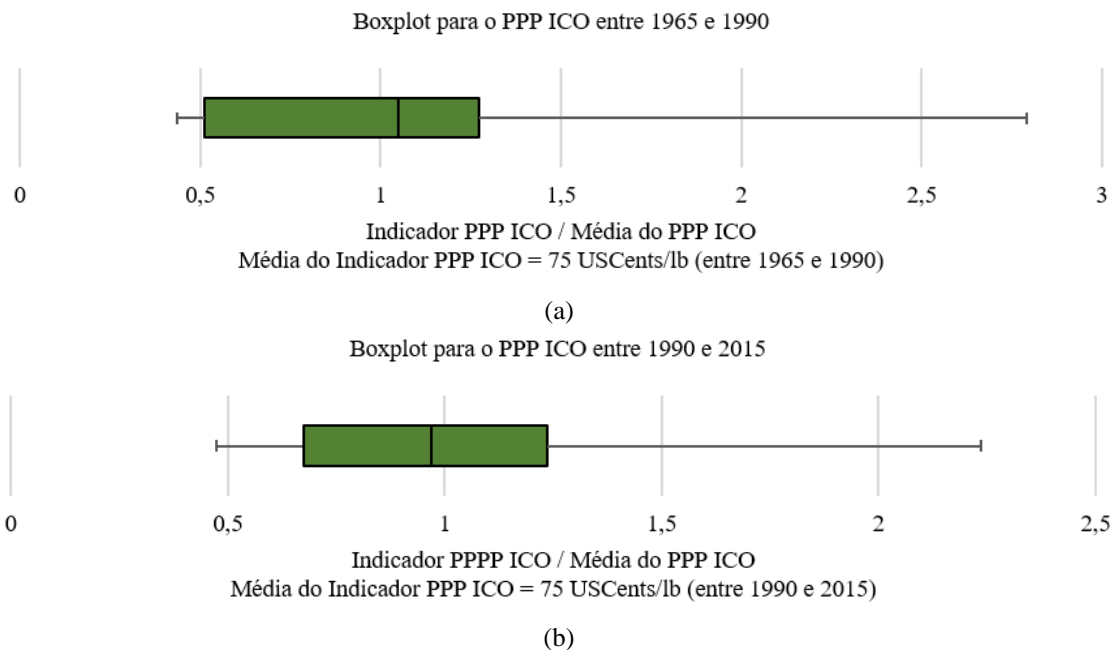 Boxplot para o PPP ICO entre 1965 e 1990
0 0,5 1 1,5 2 2,5 3
Indicador PPP ICO / Média do PPP ICO
Média do Indicador PPP ICO = 75 USCents/lb (entre 1965 e 1990)
(a)
Boxplot para o PPP ICO entre 1990 e 2015
0 0,5 1 1,5 2 2,5
Indicador PPPP ICO / Média do PPP ICO
Média do Indicador PPP ICO = 75 USCents/lb (entre 1990 e 2015)
(b)